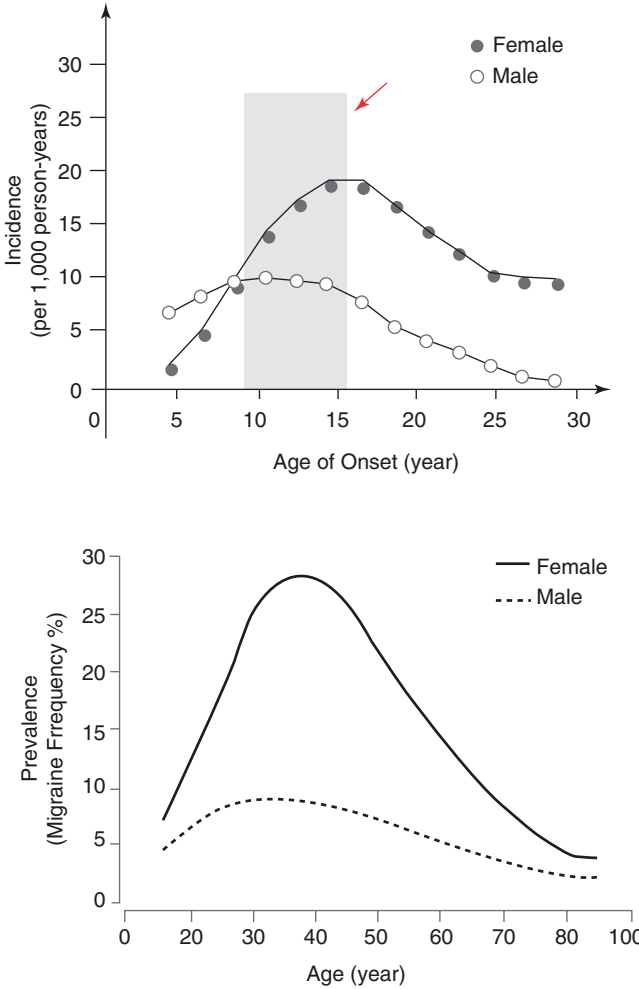 Female
Male
30
25
20
15
10
5
0
Incidence
(per 1,000 person-years)
0 5 10 15 20 25 30
Age of Onset (year)
Female
Male
30
25
20
15
10
5
0
Prevalence
(Migraine Frrequency %)
0 20 30 40 50 60 70 80 100
Age (year)